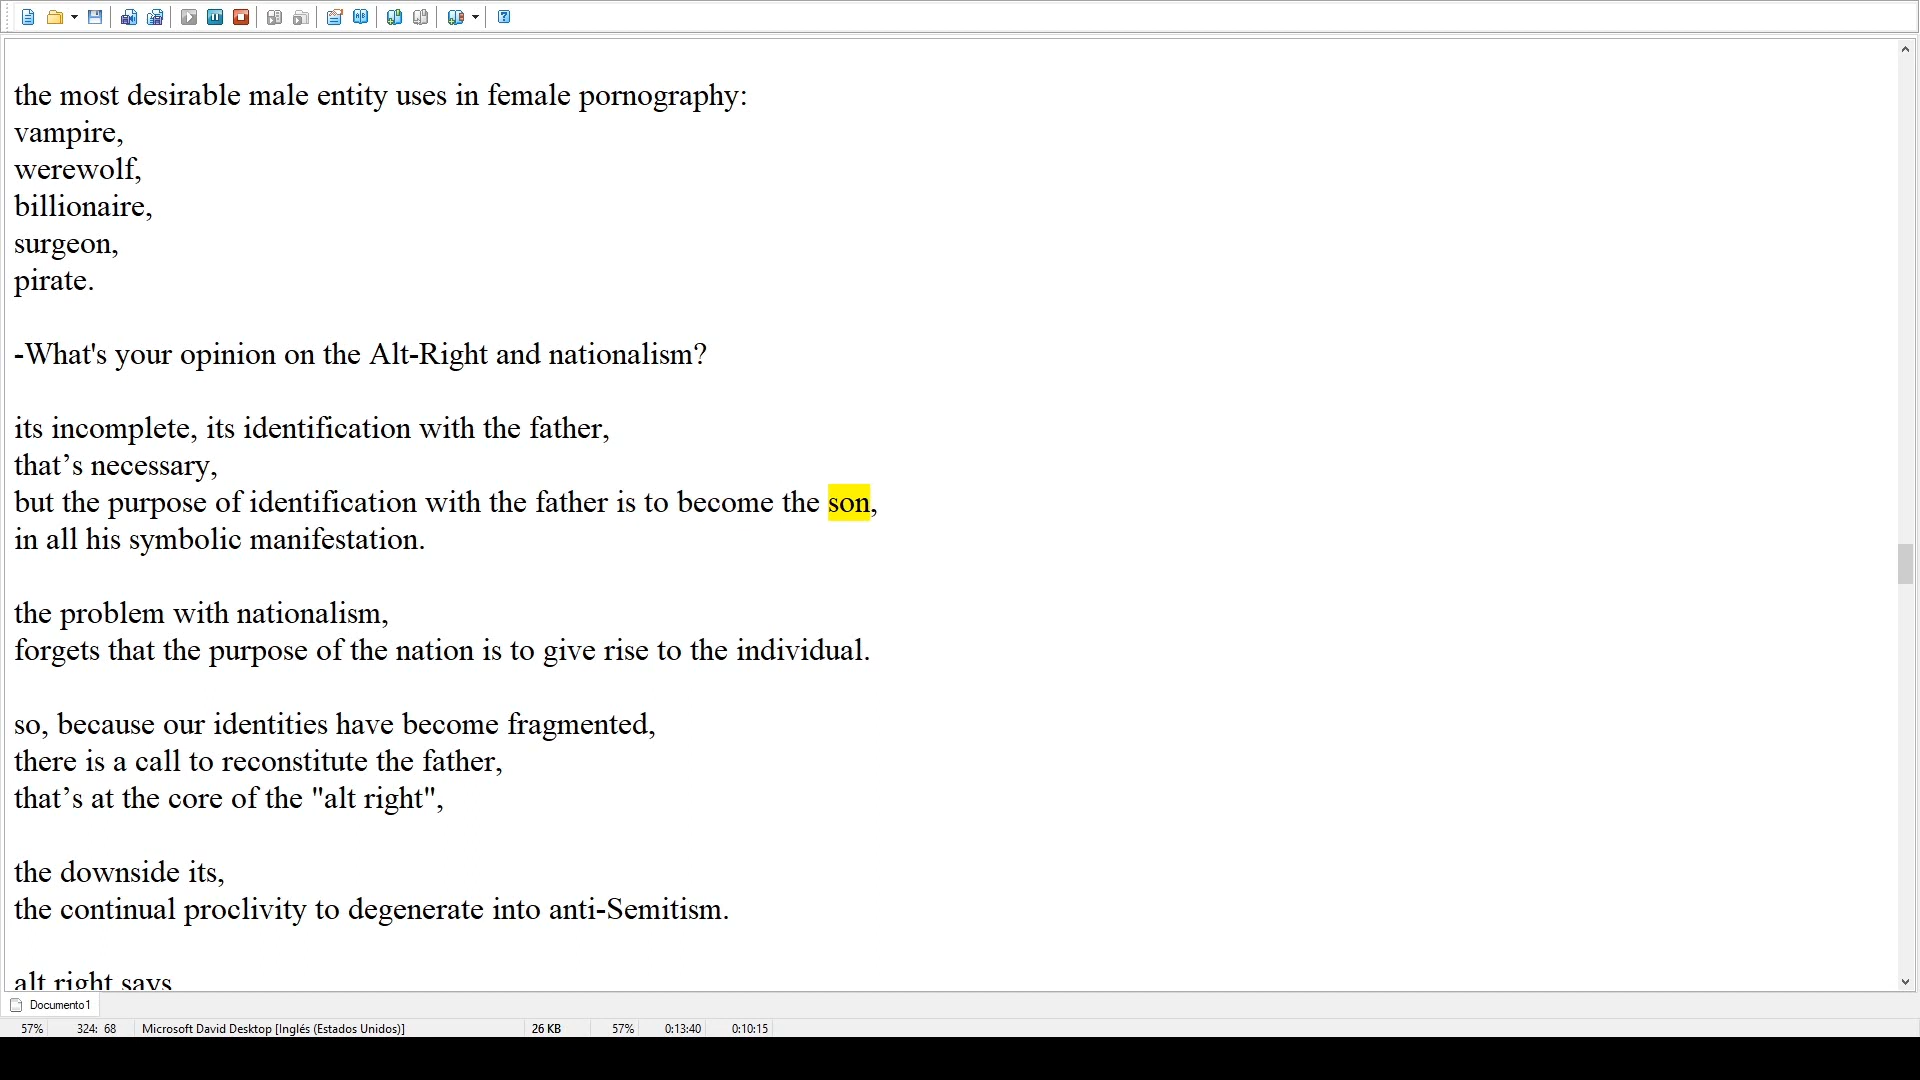 the most desirable male entity uses in female pornography:
vampire,
werewolf,
billionaire,
surgeon,
pirate.
-What's your opinion on the Alt-Right and nationalism?
its incomplete, its identification with the father,
that’s necessary,
but the purpose of identification with the father is to become the son,
in all his symbolic manifestation.
the problem with nationalism,
forgets that the purpose of the nation is to give rise to the individual.
so, because our identities have become fragmented,
there is a call to reconstitute the father,
that’s at the core of the "alt right",
the downside its,
the continual proclivity to degenerate into anti-Semitism.
alt right says
Documento1
57% 324: 68 Microsoft David Desktop [Inglés (Estados Unidos)] 26 KB 57% 0:13:40 0:10:15